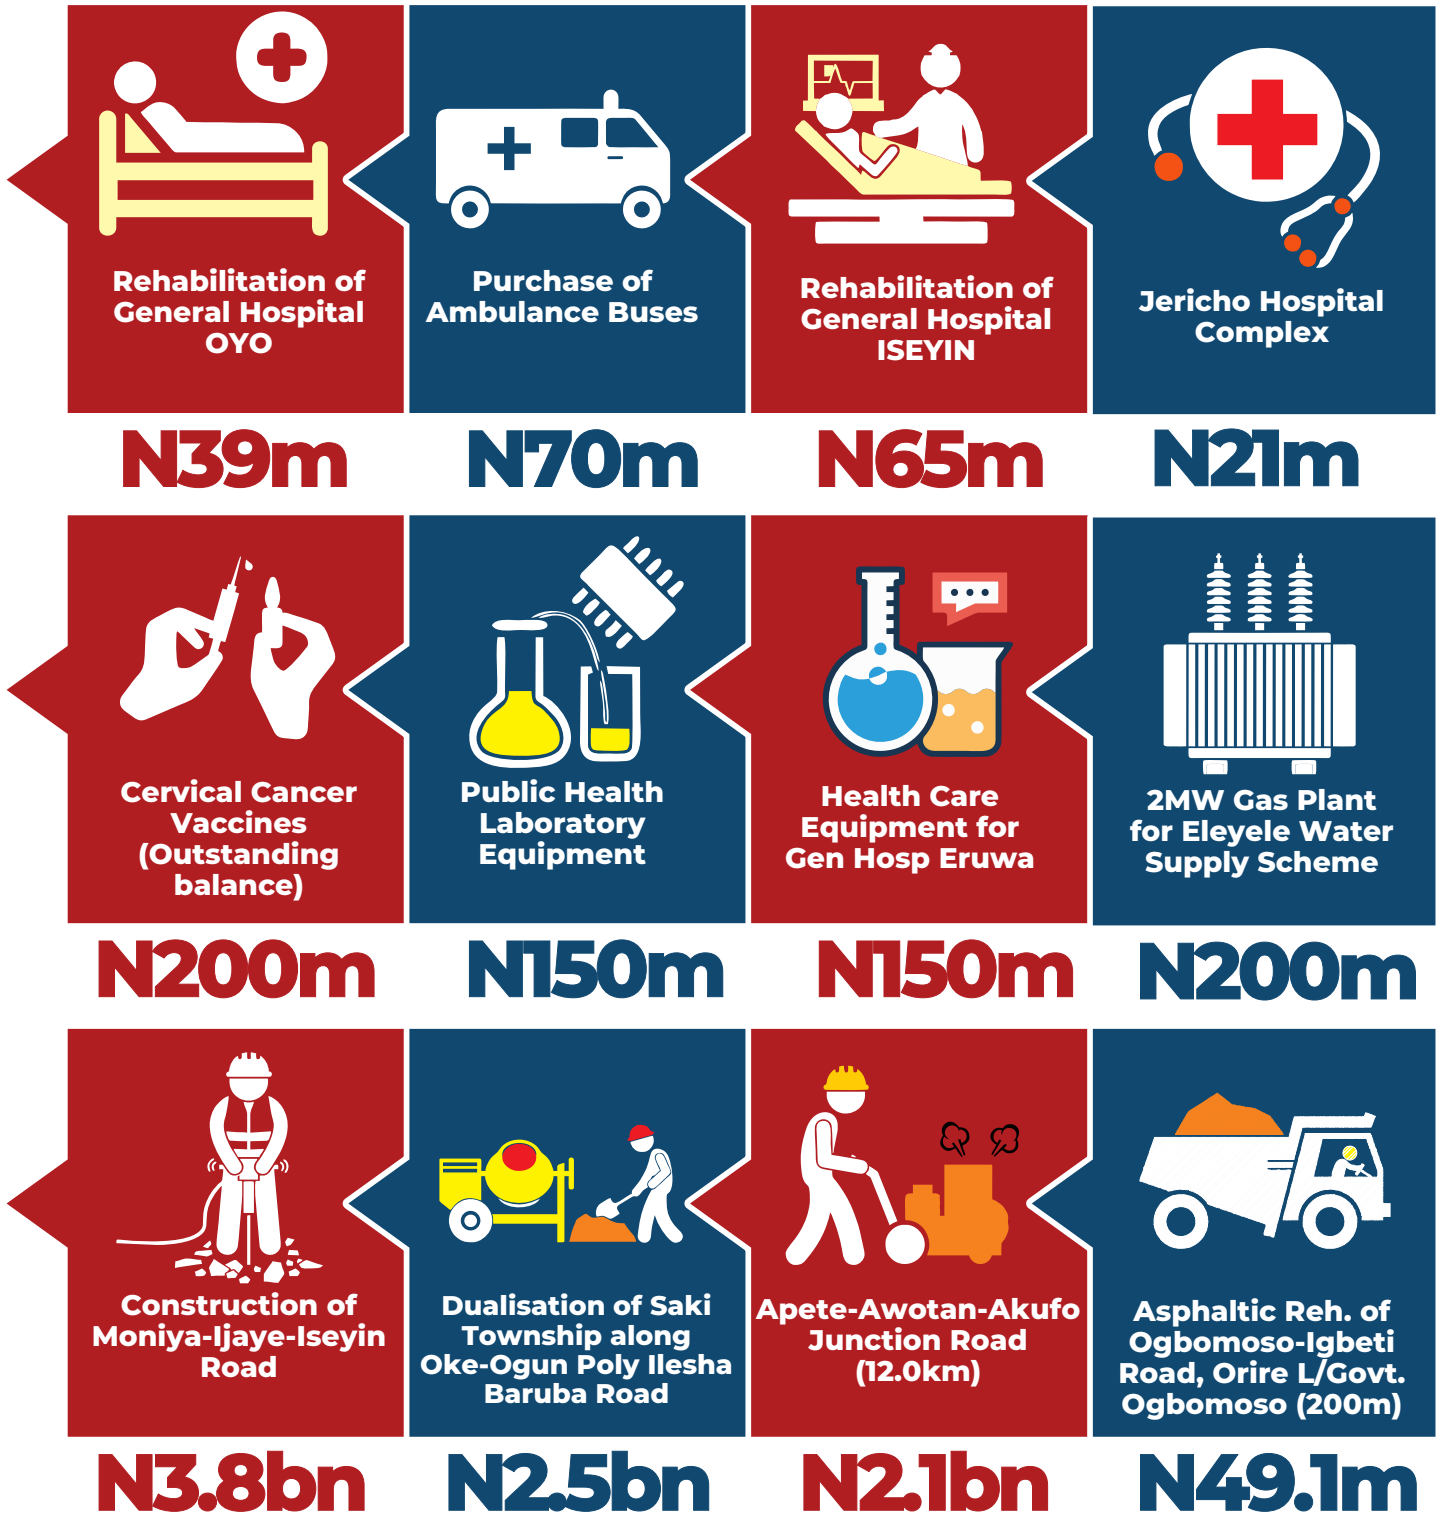 Rehabilitation of
General Hospital
OYO
N39m
Purchase of
Ambulance Buses
N70m
Rehabilitation of
General Hospital
ISEYIN
N65m
Jericho Hospital
Complex
N21m
Cervical Cancer
Vaccines
(Outstanding
balance)
N200m
Public Health
Laboratory
Equipment
N150m
Health Care
Equipment for
Gen Hosp Eruwa
N150m
2MW Gas Plant
for Eleyele Water
Supply Scheme
N200m
Construction of
Moniya-Ijaye-Iseyin
Road
N3.8bn
Dualisation of Saki
Township along
Oke-Ogun Poly Ilesha
Baruba Road
N2.5bn
Apete-Awotan-Akufo
Junction Road
(12.0km)
N2.1bn
Asphaltic Reh. of
Ogbomoso-Igbeti
Road, Orire L/Govt.
Ogbomoso (200m)
N49.1m